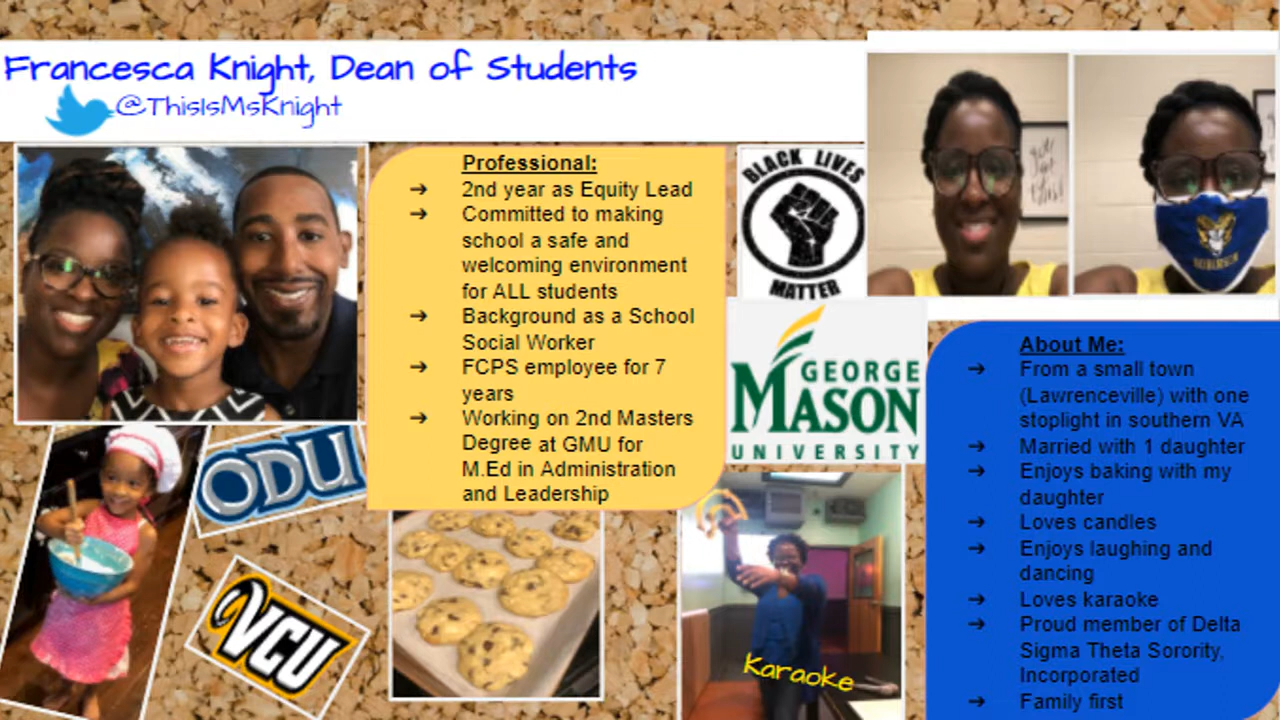 Francesca Knight, Dean of Students
@ThisIsMsKnight
Professional:
➔ 2nd year as Equity Lead
➔ Committed to making
school a safe and
welcoming environment
for ALL students
➔ Background as a School
Social Worker
➔ FCPS employee for 7
years
➔ Working on 2nd Masters
Degree at GMU for
M.Ed in Administration
and Leadership
BLACK LIVES
MATTER
GEORGE
MASON
UNIVERSITY
ODU
VCU
Karaoke
About Me:
➔ From a small town
(Lawrenceville) with one
stoplight in southern VA
➔ Married with 1 daughter
➔ Enjoys baking with my
daughter
➔ Loves candles
➔ Enjoys laughing and
dancing
➔ Loves karaoke
➔ Proud member of Delta
Sigma Theta Sorority,
Incorporated
➔ Family first